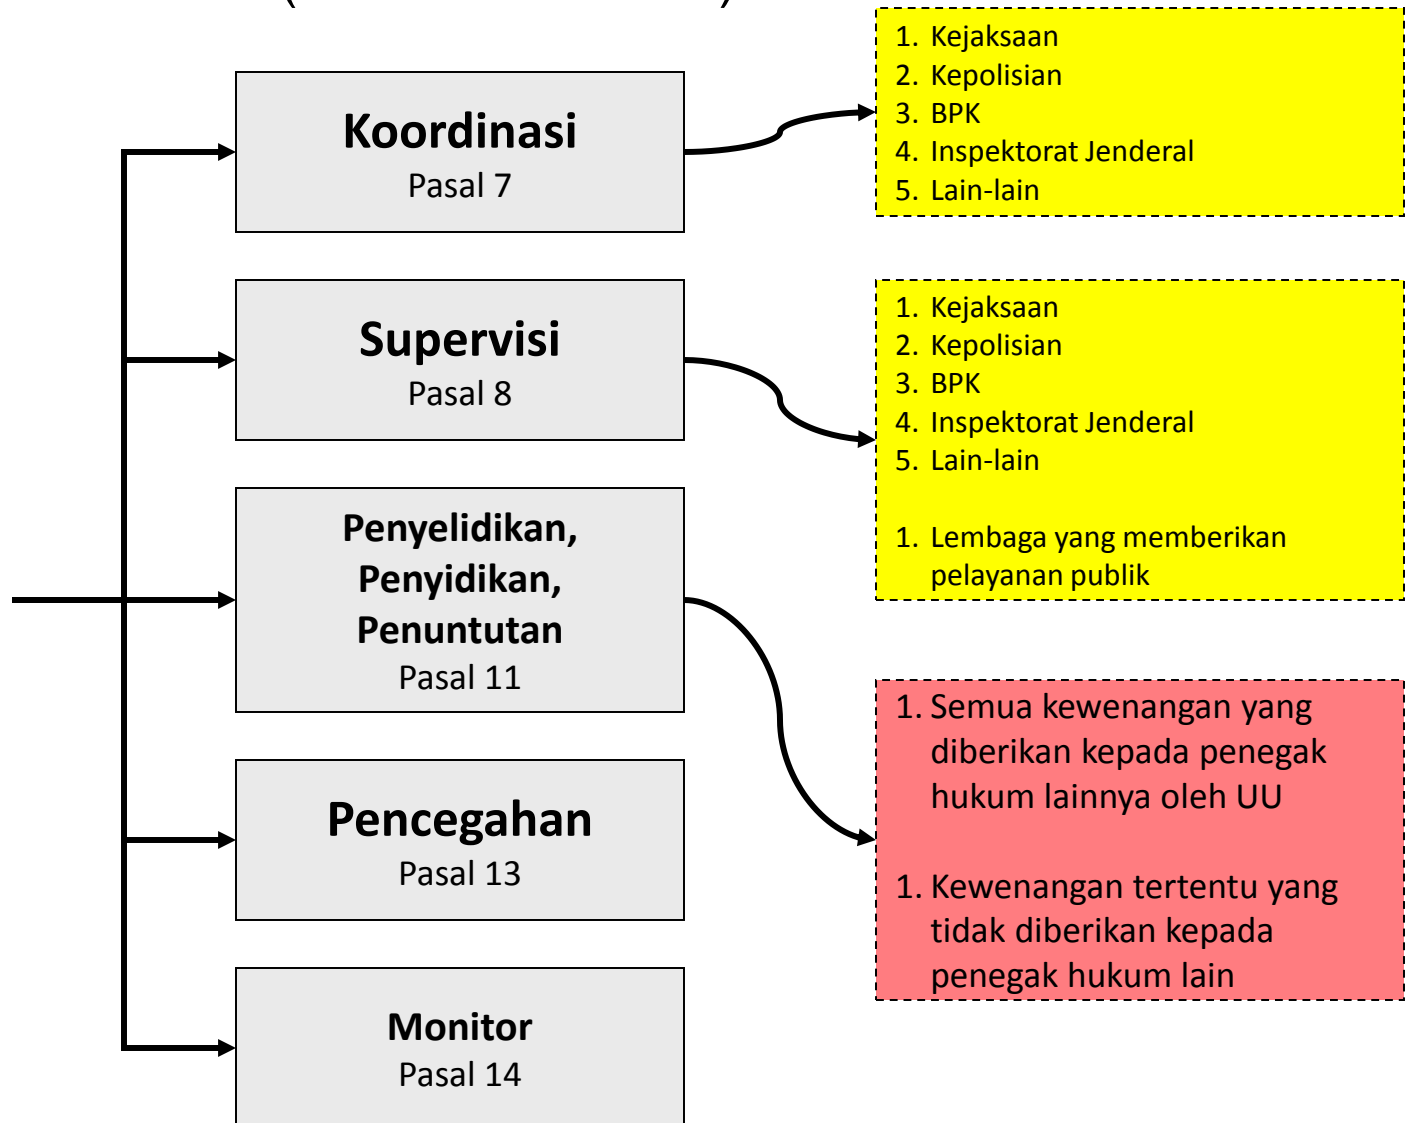 Koordinasi
Pasal 7
1. Kejaksaan
2. Kepolisian
3. BPK
4. Inspektorat Jenderal
5. Lain-lain
Supervisi
Pasal 8
1. Kejaksaan
2. Kepolisian
3. BPK
4. Inspektorat Jenderal
5. Lain-lain
1. Lembaga yang memberikan
pelayanan publik
Penyelidikan,
Penyidikan,
Penuntutan
Pasal 11
1. Semua kewenangan yang
diberikan kepada penegak
hukum lainnya oleh UU
1. Kewenangan tertentu yang
tidak diberikan kepada
penegak hukum lain
Pencegahan
Pasal 13
Monitor
Pasal 14